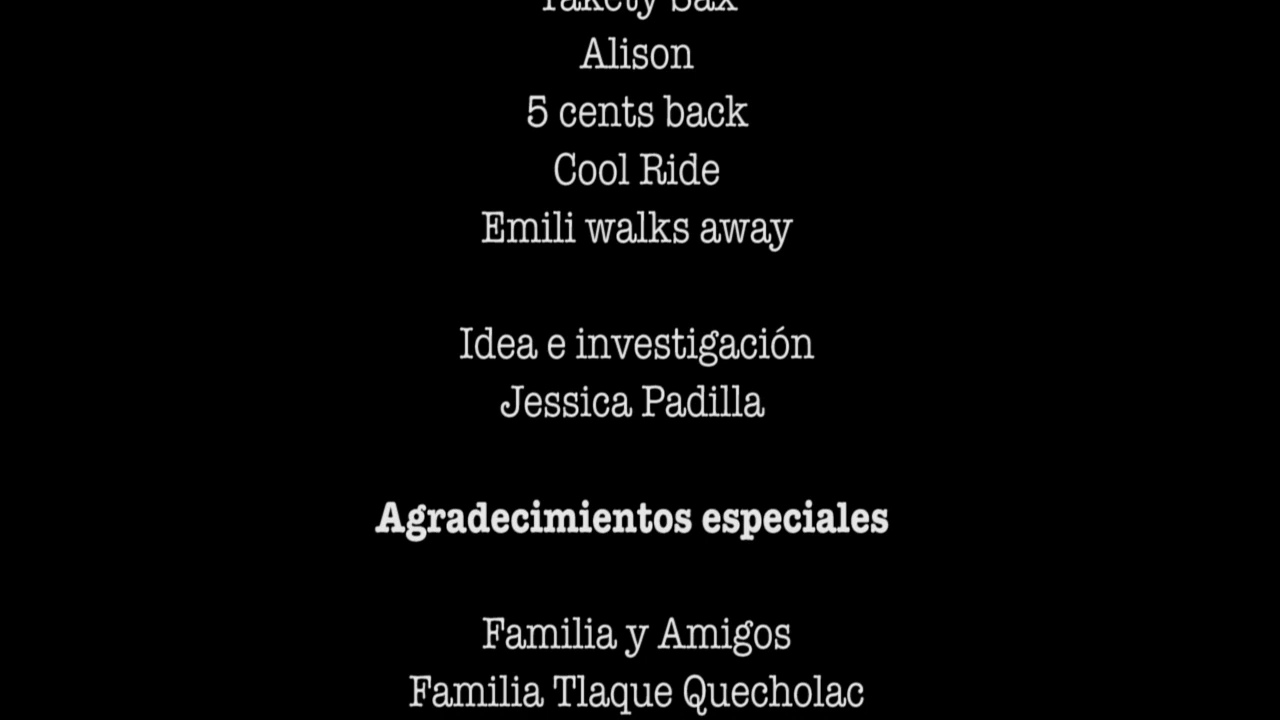 Sax
Alison
5 cents back
Cool Ride
Emili walks away
Idea e investigación
Jessica Padilla
Agradecimientos especiales
Familia y Amigos
Familia Tlaque Quecholac